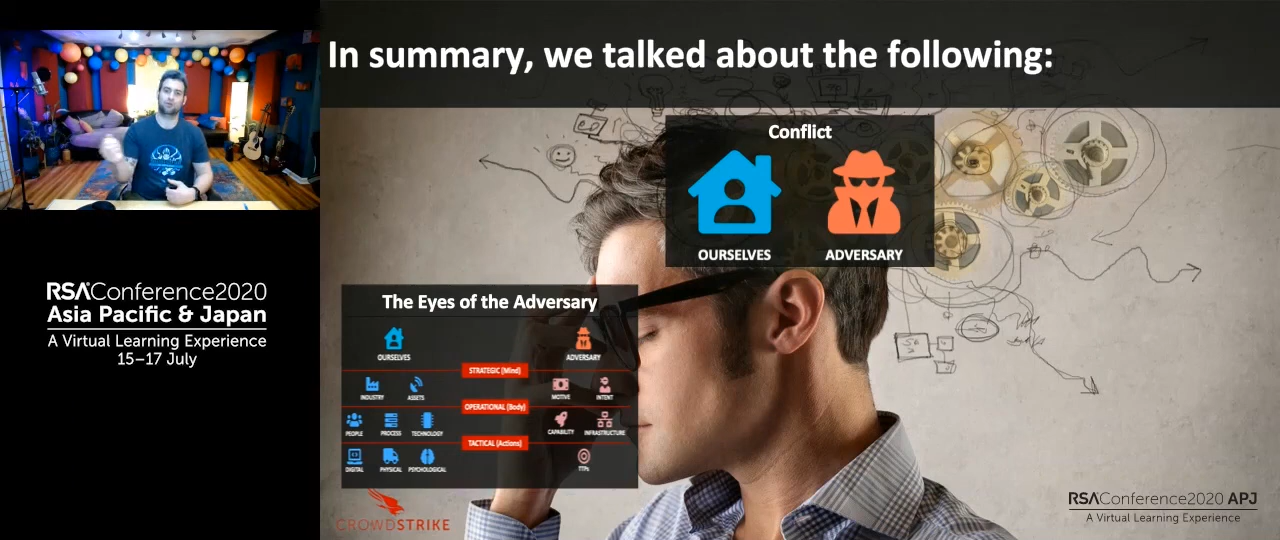 In summary, we talked about the following:
Conflict
OURSELVES ADVERSARY
RSAConference2020
Asia Pacific & Japan
A Virtual Learning Experience
15–17 July
The Eyes of the Adversary
OURSELVES ADVERSARY
STRATEGIC (Mind)
INDUSTRY ASSETS MOTIVE INTENT
OPERATIONAL (Body)
PEOPLE PROCESS TECHNOLOGY CAPABILITY INFRASTRUCTURE
TACTICAL (Actions)
DIGITAL PHYSICAL PSYCHOLOGICAL TTPs
CROWDSTRIKE
RSAConference2020 APJ
A Virtual Learning Experience